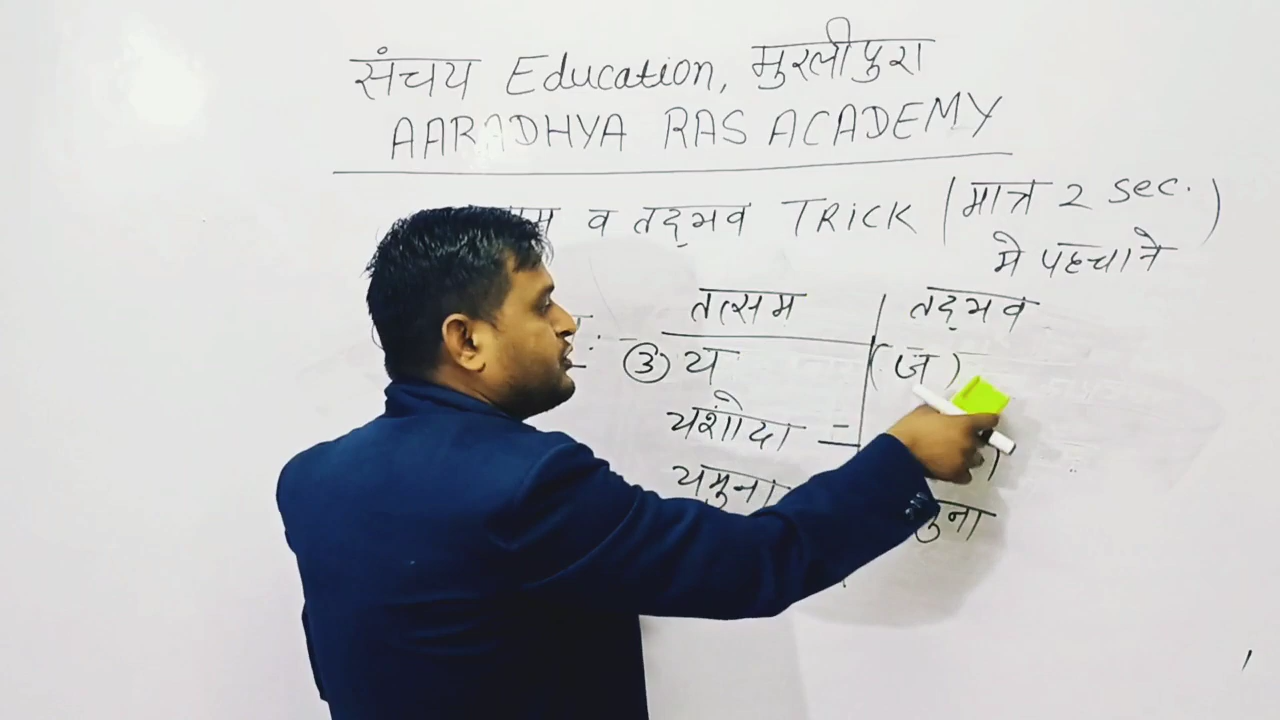 संचय Education, मुरलीपुरा
AARADHYA RAS ACADEMY
व तद्भव TRICK (मात्र 2 sec.)
मे पहचाने
तत्सम तद्भव
③ य (ज)
यशोदा =
यमुना